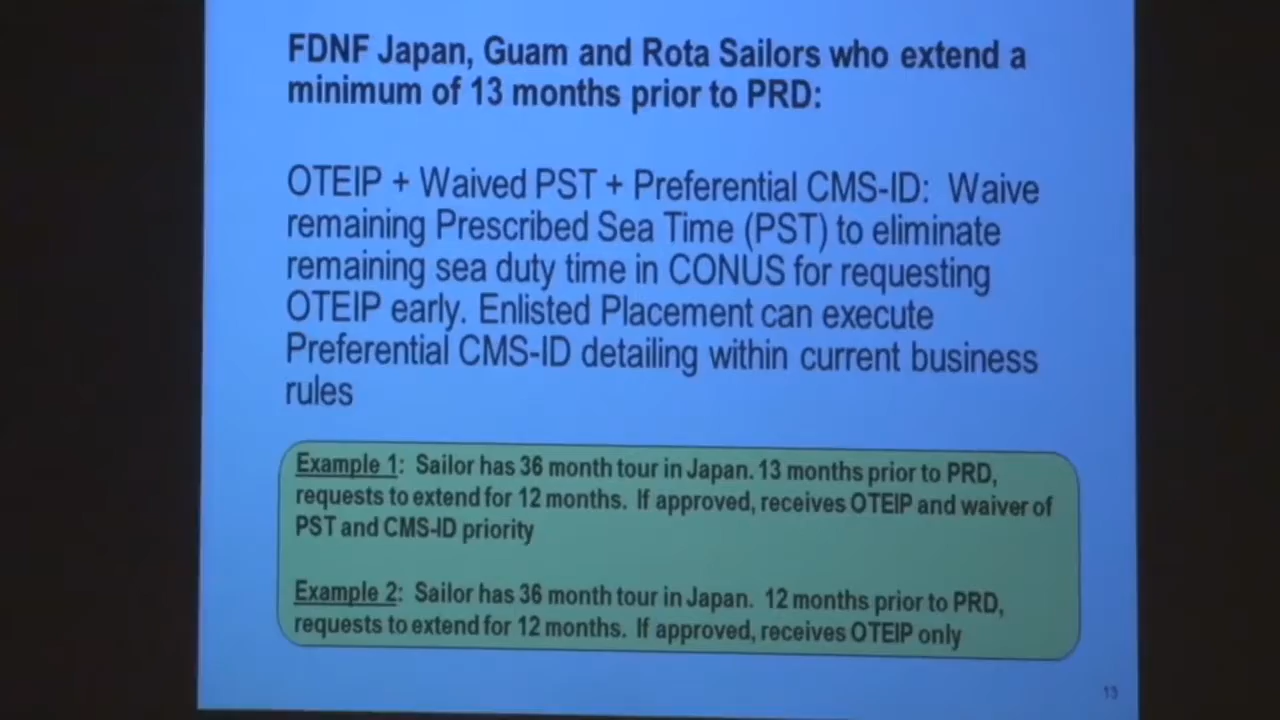 FDNF Japan, Guam and Rota Sailors who extend a
minimum of 13 months prior to PRD:
OTEIP + Waived PST + Preferential CMS-ID: Waive
remaining Prescribed Sea Time (PST) to eliminate
remaining sea duty time in CONUS for requesting
OTEIP early. Enlisted Placement can execute
Preferential CMS-ID detailing within current business
rules
Example 1: Sailor has 36 month tour in Japan. 13 months prior to PRD,
requests to extend for 12 months. If approved, receives OTEIP and waiver of
PST and CMS-ID priority
Example 2: Sailor has 36 month tour in Japan. 12 months prior to PRD,
requests to extend for 12 months. If approved, receives OTEIP only
13